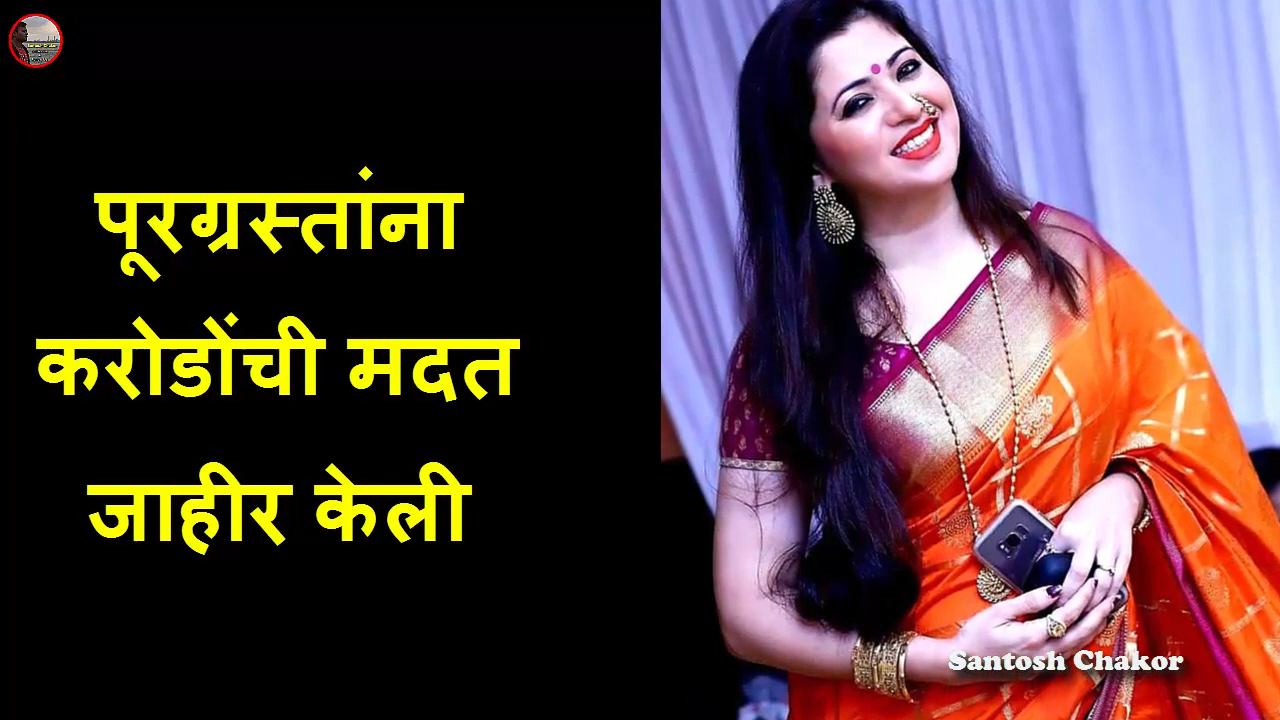 पूरग्रस्तांना
करोडोंची मदत
जाहीर केली
Santosh Chakor